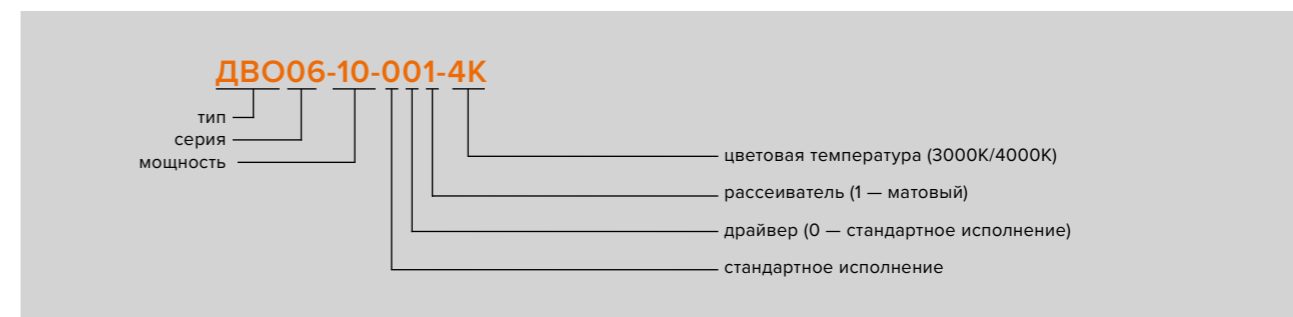 ДВО06-10-001-4К
тип
серия
мощность
цветовая температура (3000К/4000К)
рассеиватель (1 — матовый)
драйвер (0 — стандартное исполнение)
стандартное исполнение